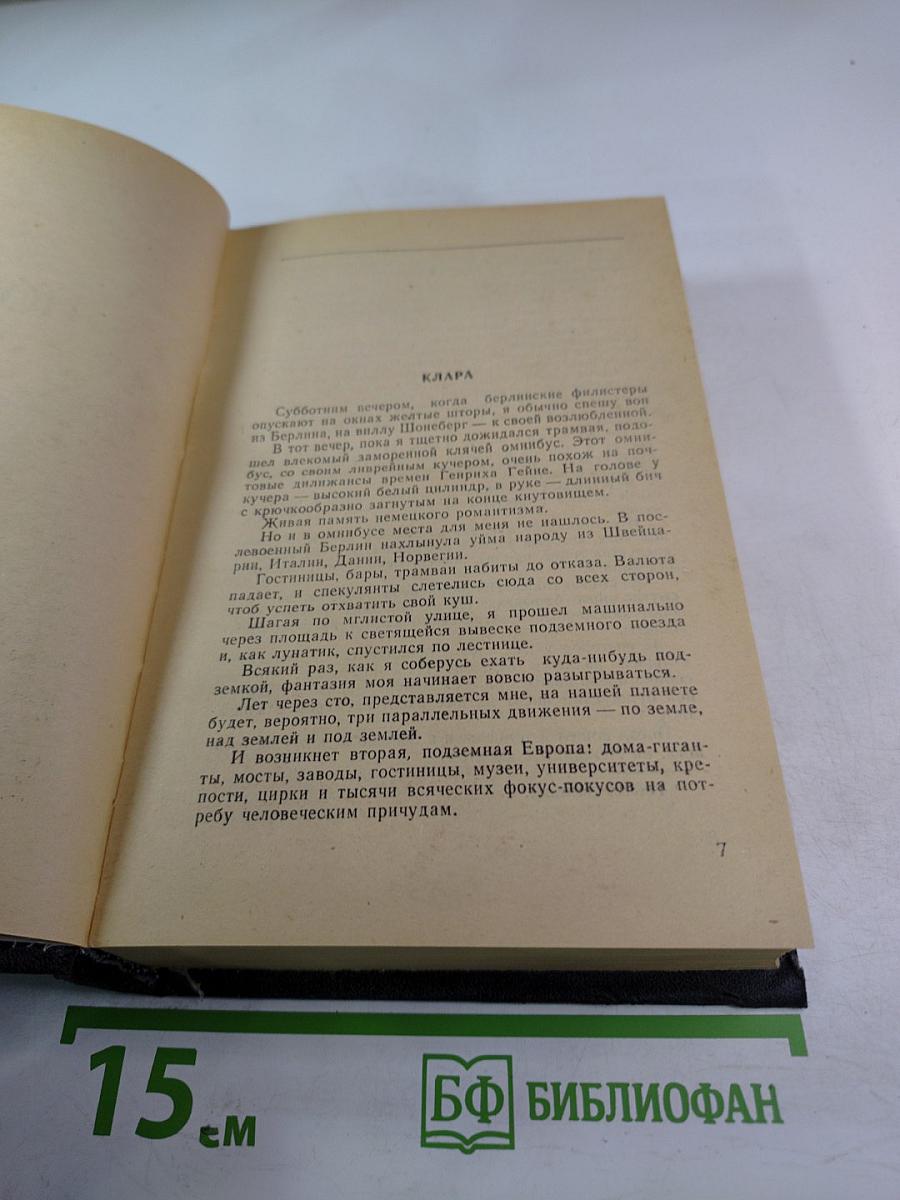 КЛАРА
Субботним вечером, когда берлинские филистеры
опускают на окнах желтые шторы, я обычно спешу вон
из Берлина, на виллу Шонеберг — к своей возлюбленной.
В тот вечер, пока я тщетно дожидался трамвая, подо-
шел влекомый заморенной клячей омнибус. Этот омни-
бус, со своим ливрейным кучером, очень похож на поч-
товые дилижансы времен Генриха Гейне. На голове у
кучера — высокий белый цилиндр, в руке — длинный бич
с крючкообразно загнутым на конце кнутовищем.
Живая память немецкого романтизма.
Но и в омнибусе места для меня не нашлось. В пос-
левоенный Берлин нахлынула уйма народу из Швейца-
рии, Италии, Дании, Норвегии.
Гостиницы, бары, трамваи набиты до отказа. Валюта
падает, и спекулянты слетелись сюда со всех сторон,
чтоб успеть отхватить свой куш.
Шагая по мглистой улице, я прошел машинально
через площадь к светящейся вывеске подземного поезда
и, как лунатик, спустился по лестнице.
Всякий раз, как я соберусь ехать куда-нибудь под-
земкой, фантазия моя начинает вовсю разыгрываться.
Лет через сто, представляется мне, на нашей планете
будет, вероятно, три параллельных движения — по земле,
над землей и под землей.
И возникнет вторая, подземная Европа: дома-гиган-
ты, мосты, заводы, гостиницы, музеи, университеты, кре-
пости, цирки и тысячи всяческих фокус-покусов на пот-
ребу человеческим причудам.
7
15 см
БФ БИБЛИОФАН